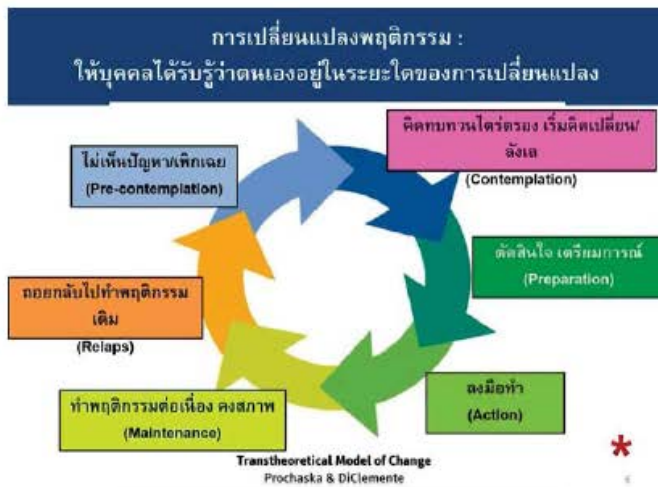 การเปลี่ยนแปลงพฤติกรรม :
ให้บุคคลได้รับรู้ว่าตนเองอยู่ในระยะใดของการเปลี่ยนแปลง
ไม่เห็นปัญหา/เพิกเฉย
(Pre-contemplation)
คิดทบทวนไตร่ตรอง เริ่มคิดเปลี่ยน/
ลังเล
(Contemplation)
ตัดสินใจ เตรียมการณ์
(Preparation)
ลงมือทำ
(Action)
ทำพฤติกรรมต่อเนื่อง คงสภาพ
(Maintenance)
ถอยกลับไปทำพฤติกรรม
เดิม
(Relaps)
Transtheoretical Model of Change
Prochaska & DiClemente
*